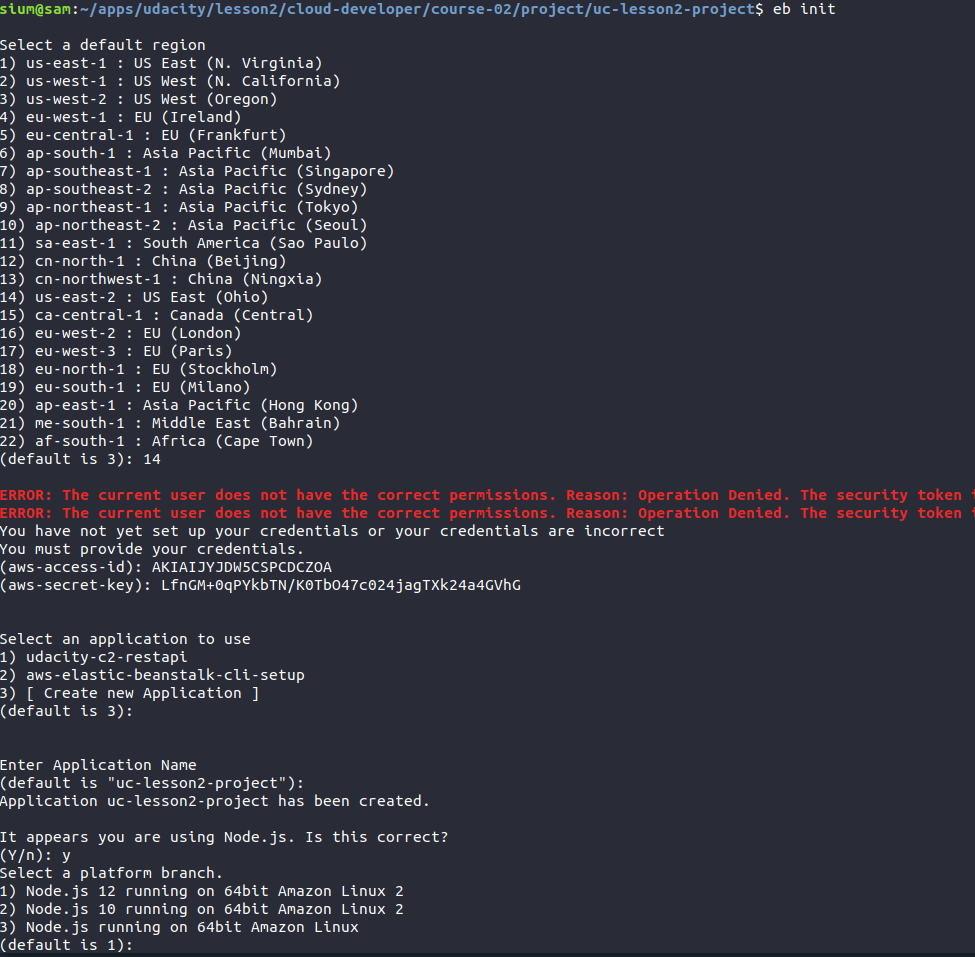 sium@sam:~/apps/udacity/lesson2/cloud-developer/course-02/project/uc-lesson2-project$ eb init
Select a default region
1) us-east-1 : US East (N. Virginia)
2) us-west-1 : US West (N. California)
3) us-west-2 : US West (Oregon)
4) eu-west-1 : EU (Ireland)
5) eu-central-1 : EU (Frankfurt)
6) ap-south-1 : Asia Pacific (Mumbai)
7) ap-southeast-1 : Asia Pacific (Singapore)
8) ap-southeast-2 : Asia Pacific (Sydney)
9) ap-northeast-1 : Asia Pacific (Tokyo)
10) ap-northeast-2 : Asia Pacific (Seoul)
11) sa-east-1 : South America (Sao Paulo)
12) cn-north-1 : China (Beijing)
13) cn-northwest-1 : China (Ningxia)
14) us-east-2 : US East (Ohio)
15) ca-central-1 : Canada (Central)
16) eu-west-2 : EU (London)
17) eu-west-3 : EU (Paris)
18) eu-north-1 : EU (Stockholm)
19) eu-south-1 : EU (Milano)
20) ap-east-1 : Asia Pacific (Hong Kong)
21) me-south-1 : Middle East (Bahrain)
22) af-south-1 : Africa (Cape Town)
(default is 3): 14
ERROR: The current user does not have the correct permissions. Reason: Operation Denied. The security token
ERROR: The current user does not have the correct permissions. Reason: Operation Denied. The security token
You have not yet set up your credentials or your credentials are incorrect
You must provide your credentials.
(aws-access-id): AKIAIJYJDW5CSPCDCZOA
(aws-secret-key): LfnGM+0qPYkbTN/K0TbO47c024jagTXk24a4GVhG
Select an application to use
1) udacity-c2-restapi
2) aws-elastic-beanstalk-cli-setup
3) [ Create new Application ]
(default is 3):
Enter Application Name
(default is "uc-lesson2-project"):
Application uc-lesson2-project has been created.
It appears you are using Node.js. Is this correct?
(Y/n): y
Select a platform branch.
1) Node.js 12 running on 64bit Amazon Linux 2
2) Node.js 10 running on 64bit Amazon Linux 2
3) Node.js running on 64bit Amazon Linux
(default is 1):